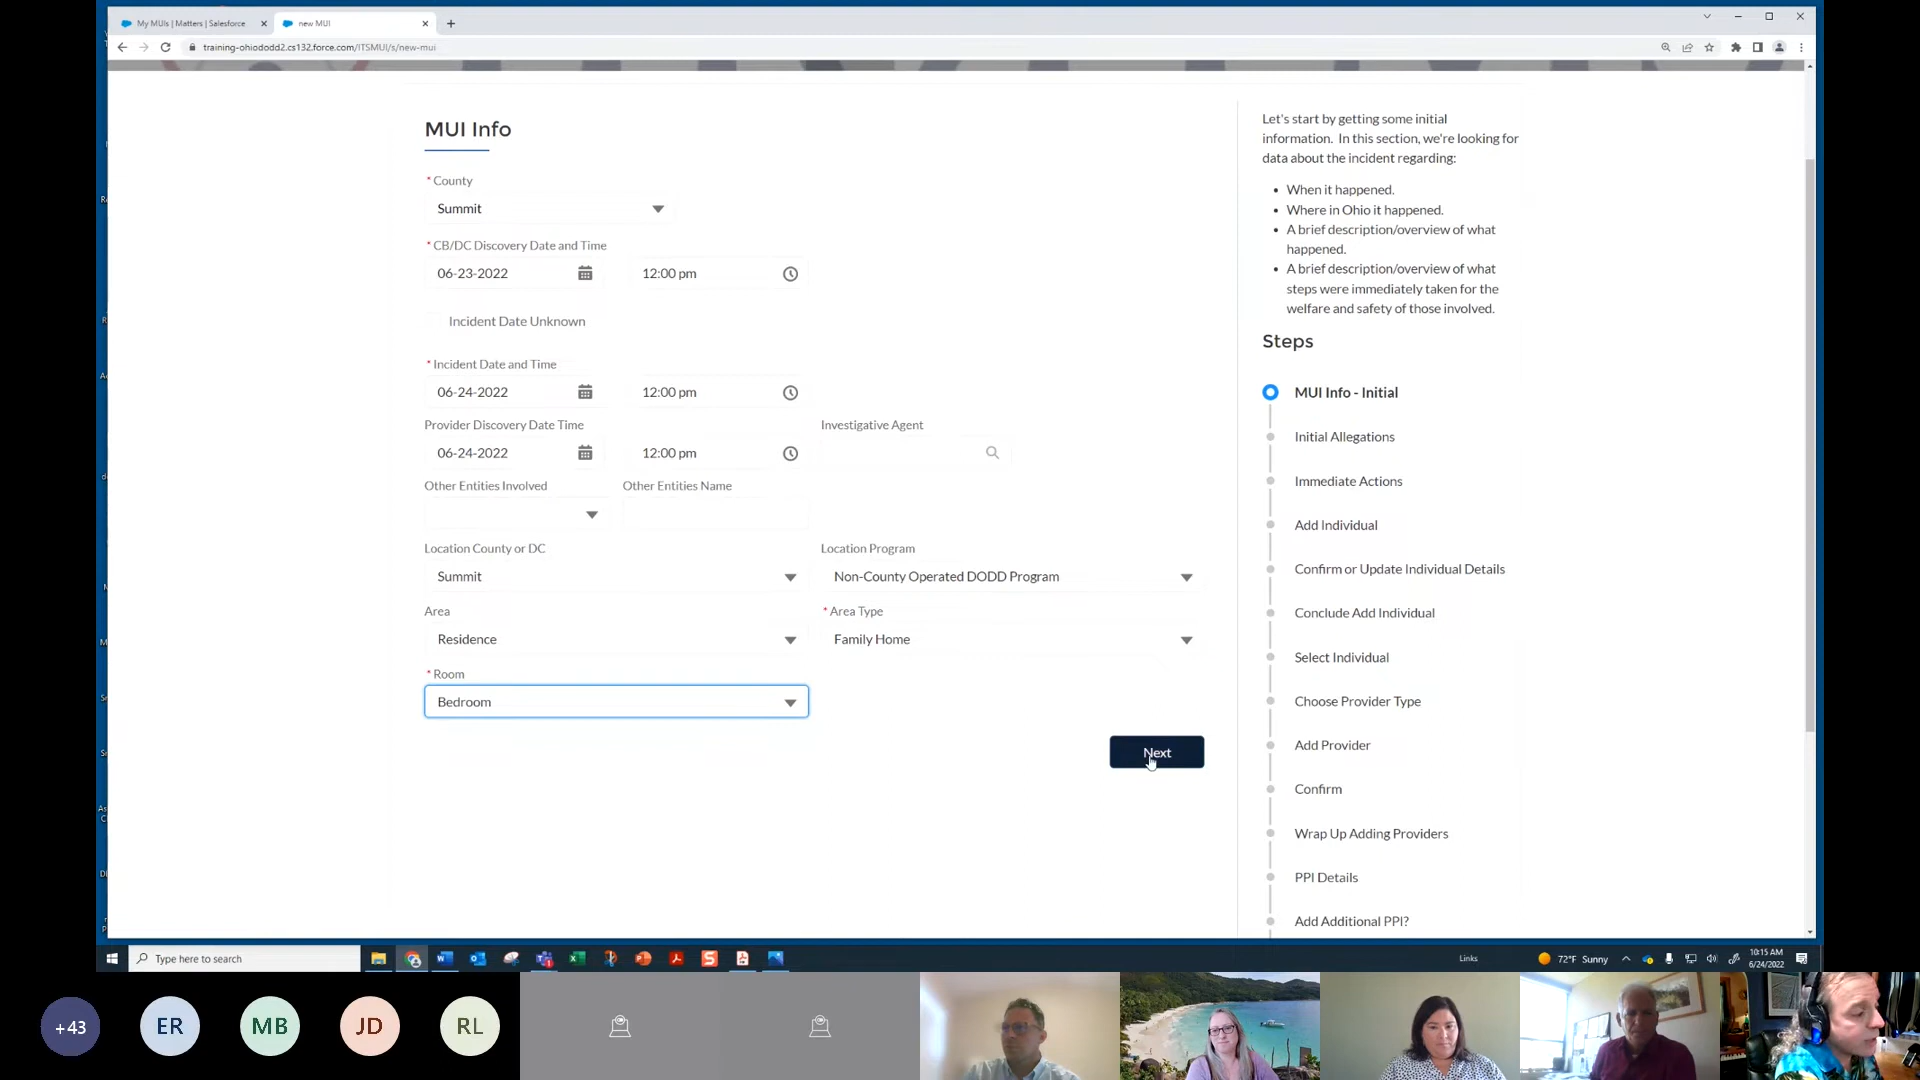 My MUIs | Matters | Salesforce
new MUI
training-ohiododd2.cs132.force.com/ITSMUI/s/new-mui
MUI Info
* County
Summit
* CB/DC Discovery Date and Time
06-23-2022
12:00 pm
Incident Date Unknown
* Incident Date and Time
06-24-2022
12:00 pm
Provider Discovery Date Time
Investigative Agent
06-24-2022
12:00 pm
Other Entities Involved
Other Entities Name
Location County or DC
Location Program
Summit
Non-County Operated DODD Program
Area
* Area Type
Residence
Family Home
* Room
Bedroom
Next
Let's start by getting some initial
information. In this section, we're looking for
data about the incident regarding:
• When it happened.
• Where in Ohio it happened.
• A brief description/overview of what
happened.
• A brief description/overview of what
steps were immediately taken for the
welfare and safety of those involved.
Steps
MUI Info - Initial
Initial Allegations
Immediate Actions
Add Individual
Confirm or Update Individual Details
Conclude Add Individual
Select Individual
Choose Provider Type
Add Provider
Confirm
Wrap Up Adding Providers
PPI Details
Add Additional PPI?
Type here to search
Links
72°F Sunny
10:15 AM
6/24/2022
+43
ER
MB
JD
RL